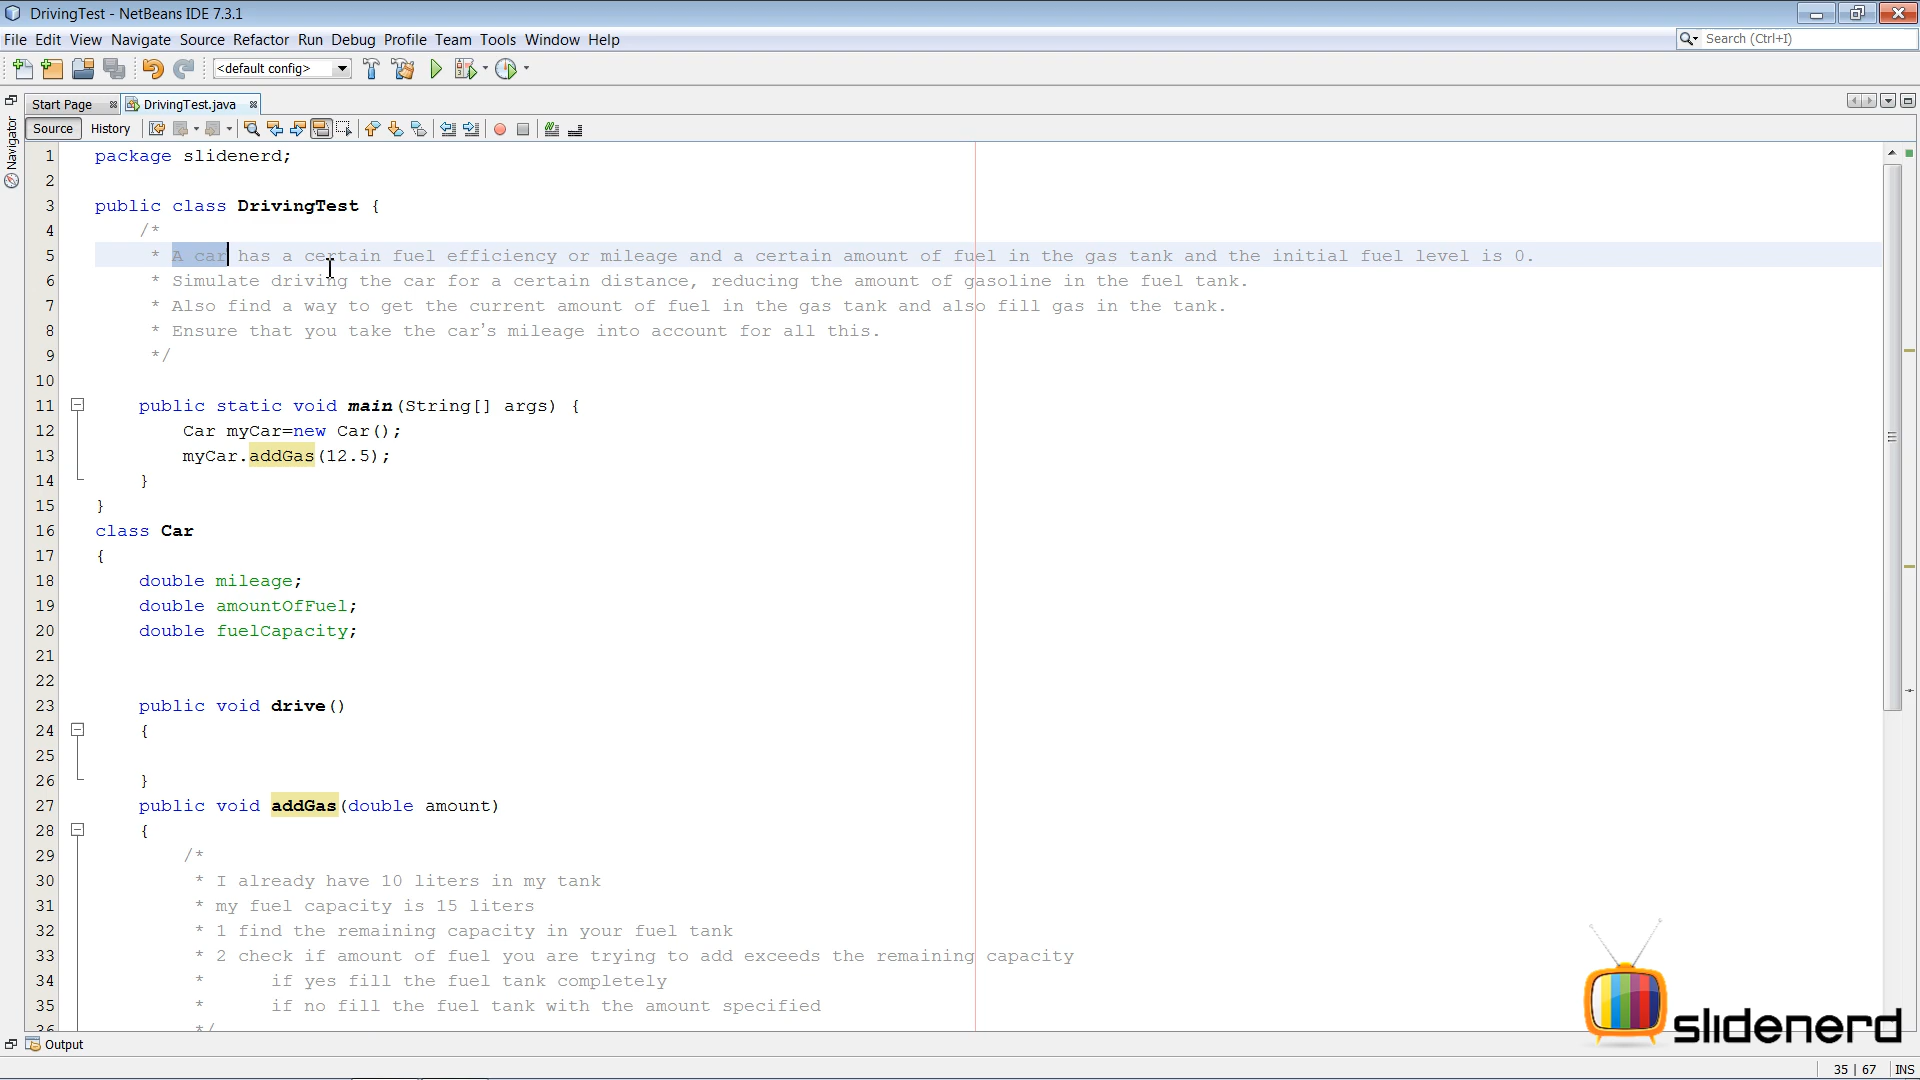 DrivingTest - NetBeans IDE 7.3.1
File Edit View Navigate Source Refactor Run Debug Profile Team Tools Window Help
Search (Ctrl+I)
<default config>
Start Page DrivingTest.java
Navigator
Source History
1 package slidenerd;
2
3 public class DrivingTest {
4 /*
5 * A car has a certain fuel efficiency or mileage and a certain amount of fuel in the gas tank and the initial fuel level is 0.
6 * Simulate driving the car for a certain distance, reducing the amount of gasoline in the fuel tank.
7 * Also find a way to get the current amount of fuel in the gas tank and also fill gas in the tank.
8 * Ensure that you take the car's mileage into account for all this.
9 */
10
11 public static void main(String[] args) {
12 Car myCar=new Car();
13 myCar.addGas(12.5);
14 }
15 }
16 class Car
17 {
18 double mileage;
19 double amountOfFuel;
20 double fuelCapacity;
21
22
23 public void drive()
24 {
25
26 }
27 public void addGas(double amount)
28 {
29 /*
30 * I already have 10 liters in my tank
31 * my fuel capacity is 15 liters
32 * 1 find the remaining capacity in your fuel tank
33 * 2 check if amount of fuel you are trying to add exceeds the remaining capacity
34 * if yes fill the fuel tank completely
35 * if no fill the fuel tank with the amount specified
36 */
slidenerd
Output
35 | 67 INS